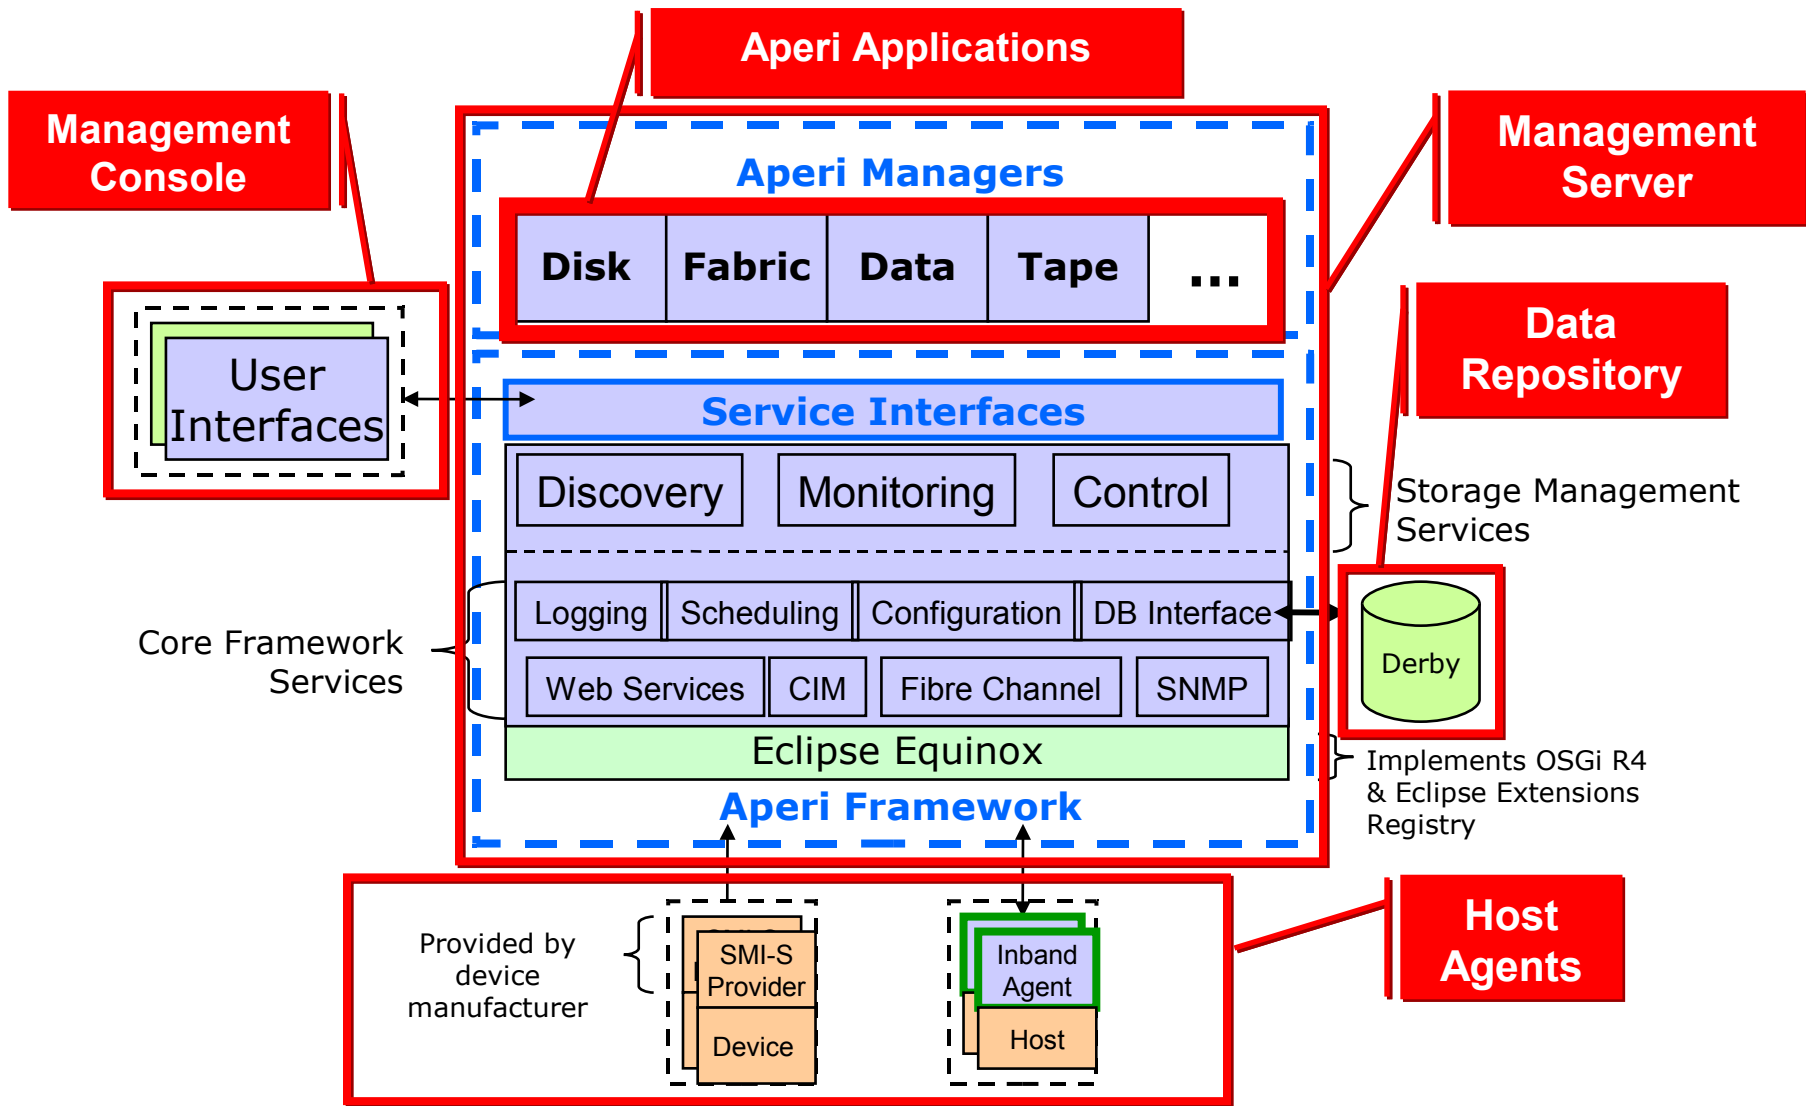 Aperi Applications
Management
Console
Management
Server
Aperi Managers
Disk
Fabric
Data
Tape
...
Data
Repository
User
Interfaces
Service Interfaces
Discovery
Monitoring
Control
Storage Management
Services
Logging
Scheduling
Configuration
DB Interface
Core Framework
Services
Derby
Web Services
CIM
Fibre Channel
SNMP
Eclipse Equinox
Implements OSGi R4
& Eclipse Extensions
Registry
Aperi Framework
Host
Agents
Provided by
device
manufacturer
SMI-S
Provider
Device
Inband
Agent
Host